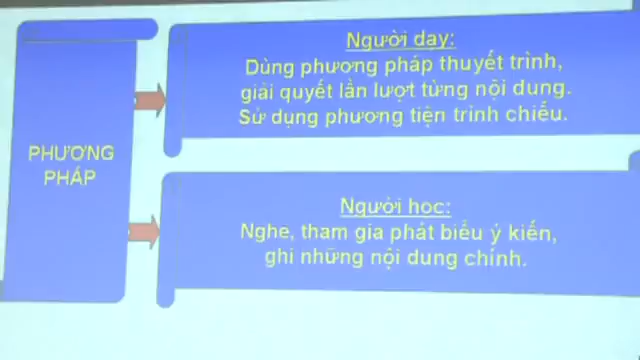 PHƯƠNG
PHÁP
Người dạy:
Dùng phương pháp thuyết trình,
giải quyết lần lượt từng nội dung.
Sử dụng phương tiện trình chiếu.
Người học:
Nghe, tham gia phát biểu ý kiến,
ghi những nội dung chính.